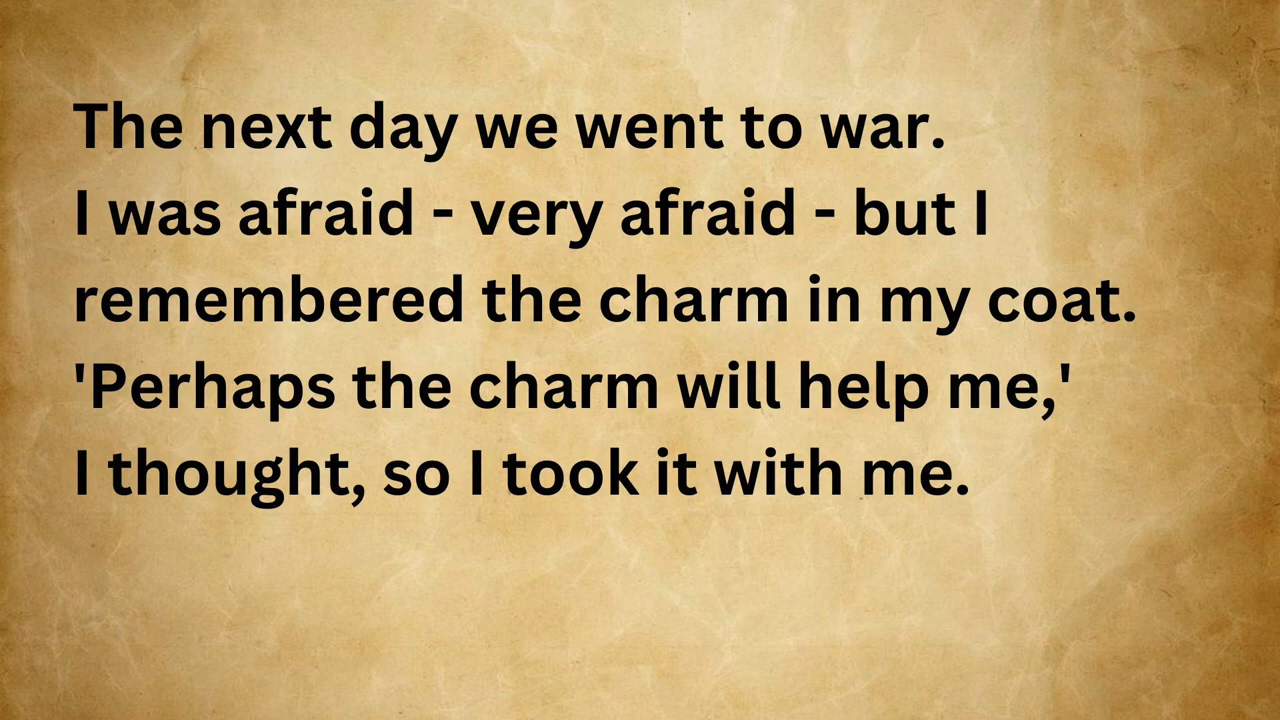 The next day we went to war.
I was afraid - very afraid - but I
remembered the charm in my coat.
'Perhaps the charm will help me,'
I thought, so I took it with me.